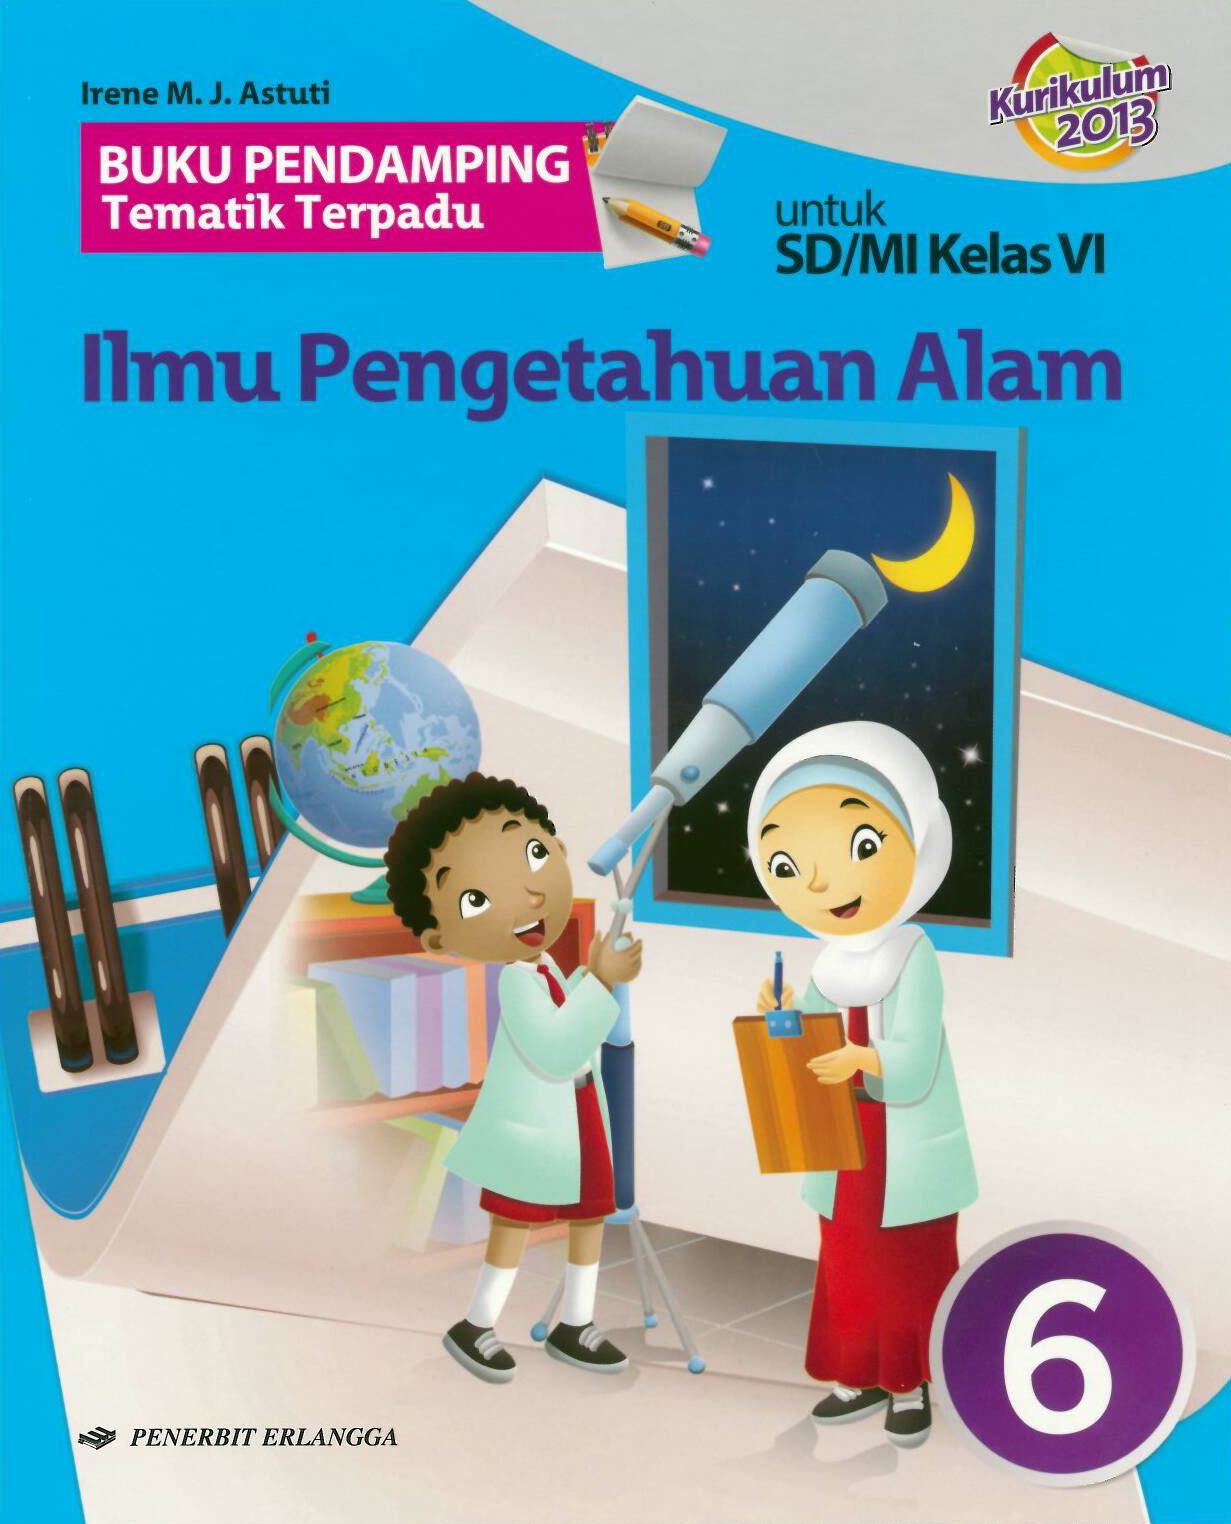 Irene M. J. Astuti
Kurikulum
2013
BUKU PENDAMPING
Tematik Terpadu
untuk
SD/MI Kelas VI
Ilmu Pengetahuan Alam
6
PENERBIT ERLANGGA